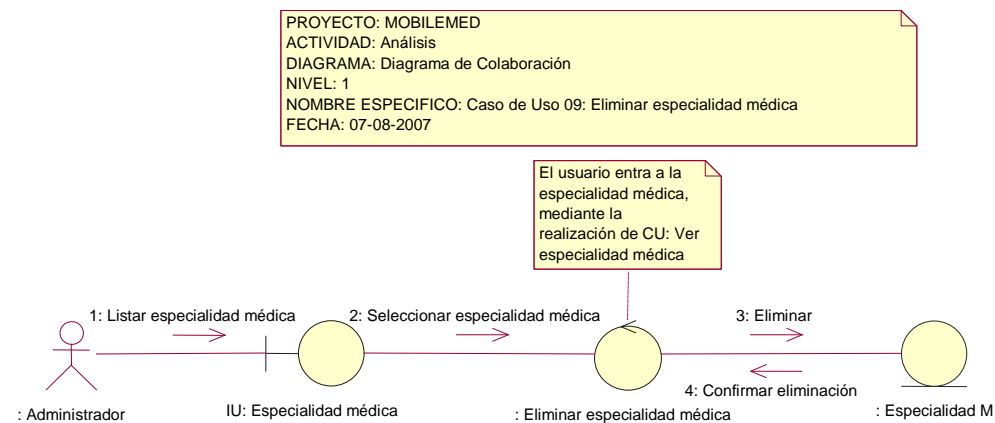 PROYECTO: MOBILEMED
ACTIVIDAD: Análisis
DIAGRAMA: Diagrama de Colaboración
NIVEL: 1
NOMBRE ESPECIFICO: Caso de Uso 09: Eliminar especialidad médica
FECHA: 07-08-2007
El usuario entra a la
especialidad médica,
mediante la
realización de CU: Ver
especialidad médica
1: Listar especialidad médica
2: Seleccionar especialidad médica
3: Eliminar
4: Confirmar eliminación
: Administrador
IU: Especialidad médica
: Eliminar especialidad médica
: Especialidad M